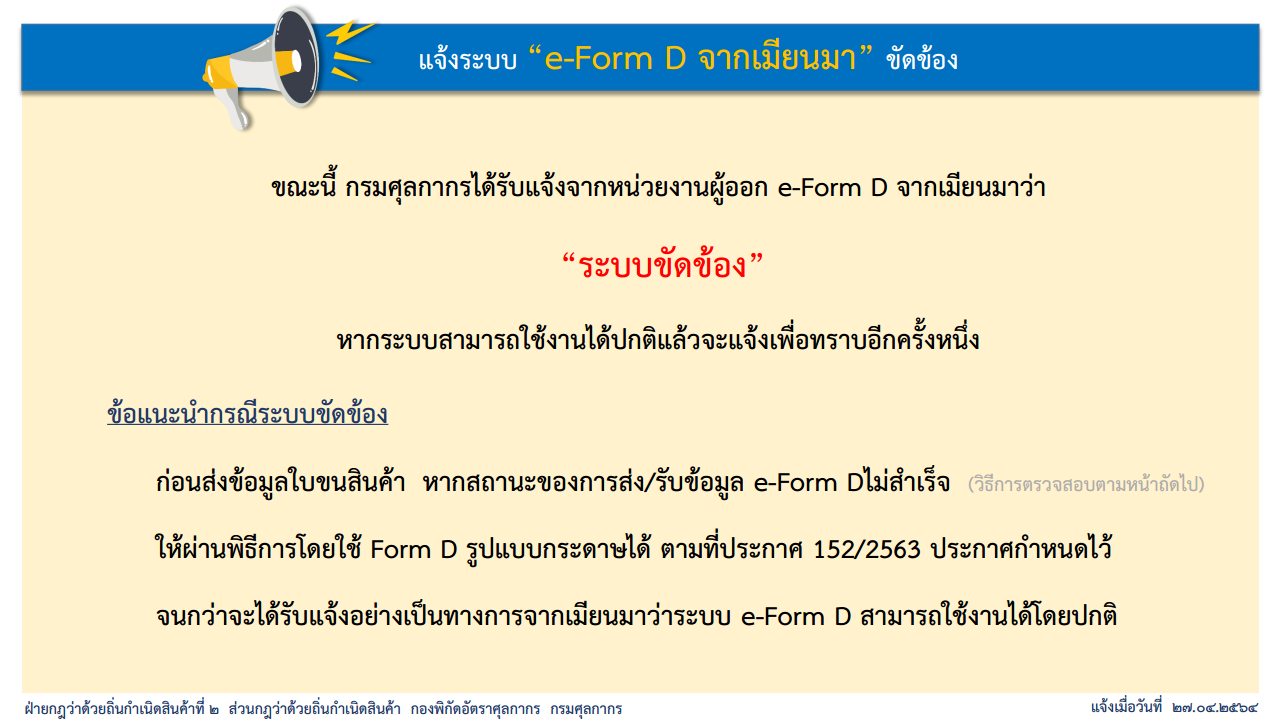 แจ้งระบบ “e-Form D จากเมียนมา” ขัดข้อง
ขณะนี้ กรมศุลกากรได้รับแจ้งจากหน่วยงานผู้ออก e-Form D จากเมียนมาว่า
“ระบบขัดข้อง”
หากระบบสามารถใช้งานได้ปกติแล้วจะแจ้งเพื่อทราบอีกครั้งหนึ่ง
ข้อแนะนำกรณีระบบขัดข้อง
ก่อนส่งข้อมูลใบขนสินค้า หากสถานะของการส่ง/รับข้อมูล e-Form Dไม่สำเร็จ (วิธีการตรวจสอบตามหน้าถัดไป)
ให้ผ่านพิธีการโดยใช้ Form D รูปแบบกระดาษได้ ตามที่ประกาศ 152/2563 ประกาศกำหนดไว้
จนกว่าจะได้รับแจ้งอย่างเป็นทางการจากเมียนมาว่าระบบ e-Form D สามารถใช้งานได้โดยปกติ
ฝ่ายกฎว่าด้วยถิ่นกำเนิดสินค้าที่ ๒ ส่วนกฎว่าด้วยถิ่นกำเนิดสินค้า กองพิกัดอัตราศุลกากร กรมศุลกากร
แจ้งเมื่อวันที่ ๒๗.๐๔.๒๕๖๔